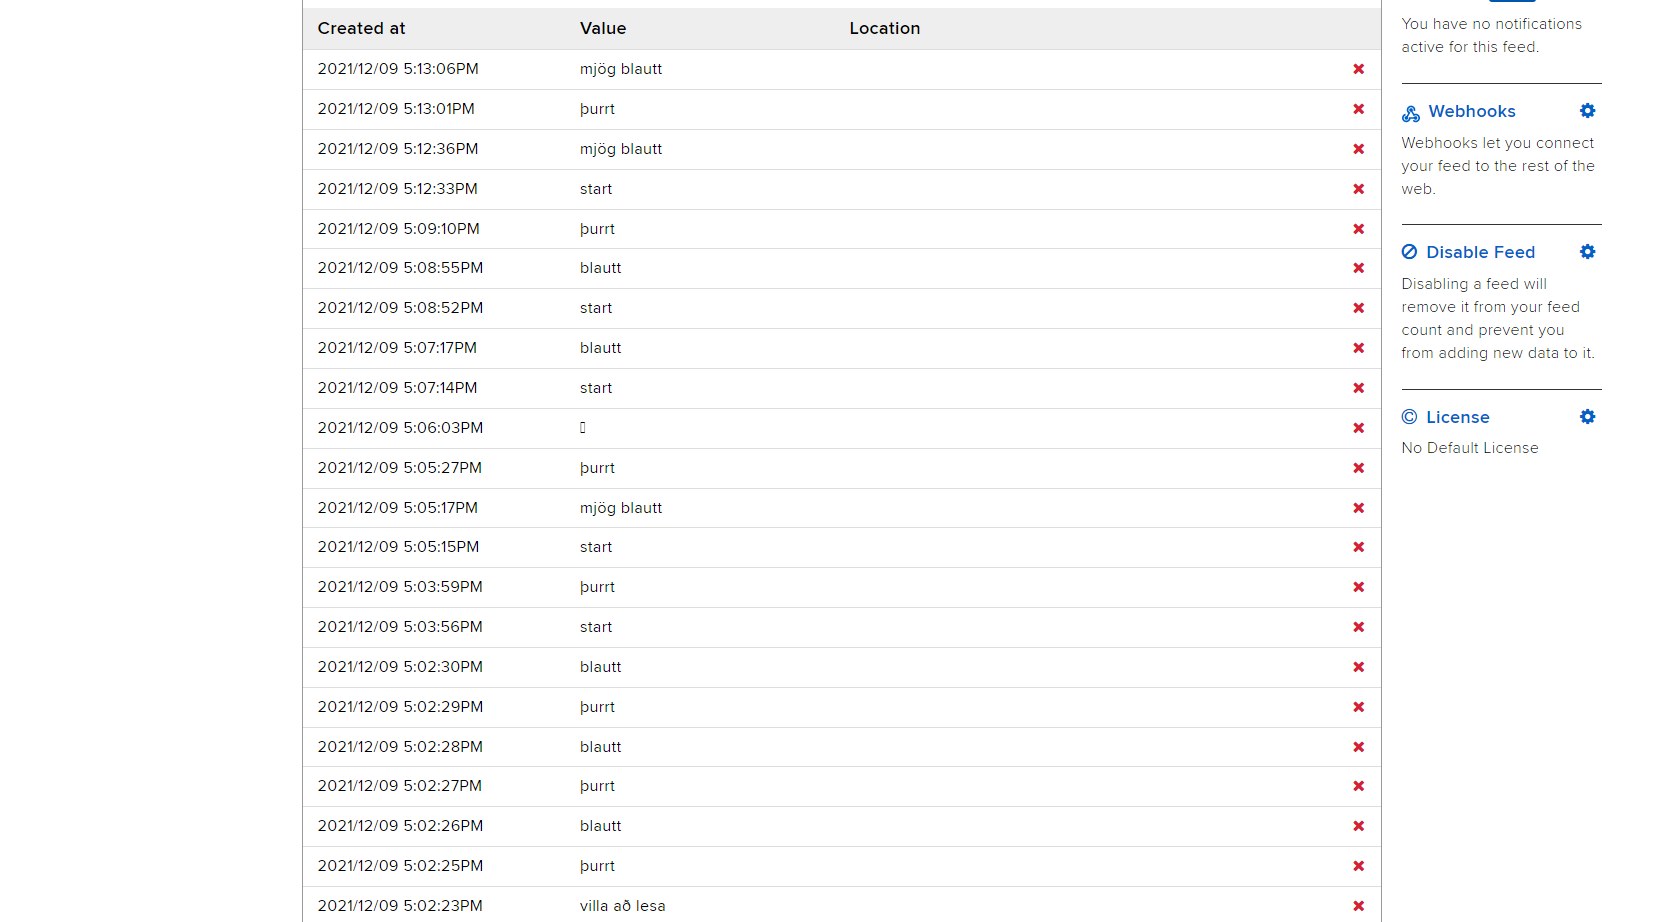 Created at Value Location
2021/12/09 5:13:06PM mjög blautt
2021/12/09 5:13:01PM þurrt
2021/12/09 5:12:36PM mjög blautt
2021/12/09 5:12:33PM start
2021/12/09 5:09:10PM þurrt
2021/12/09 5:08:55PM blautt
2021/12/09 5:08:52PM start
2021/12/09 5:07:17PM blautt
2021/12/09 5:07:14PM start
2021/12/09 5:06:03PM
2021/12/09 5:05:27PM þurrt
2021/12/09 5:05:17PM mjög blautt
2021/12/09 5:05:15PM start
2021/12/09 5:03:59PM þurrt
2021/12/09 5:03:56PM start
2021/12/09 5:02:30PM blautt
2021/12/09 5:02:29PM þurrt
2021/12/09 5:02:28PM blautt
2021/12/09 5:02:27PM þurrt
2021/12/09 5:02:26PM blautt
2021/12/09 5:02:25PM þurrt
2021/12/09 5:02:23PM villa að lesa
You have no notifications
active for this feed.
Webhooks
Webhooks let you connect
your feed to the rest of the
web.
Disable Feed
Disabling a feed will
remove it from your feed
count and prevent you
from adding new data to it.
License
No Default License